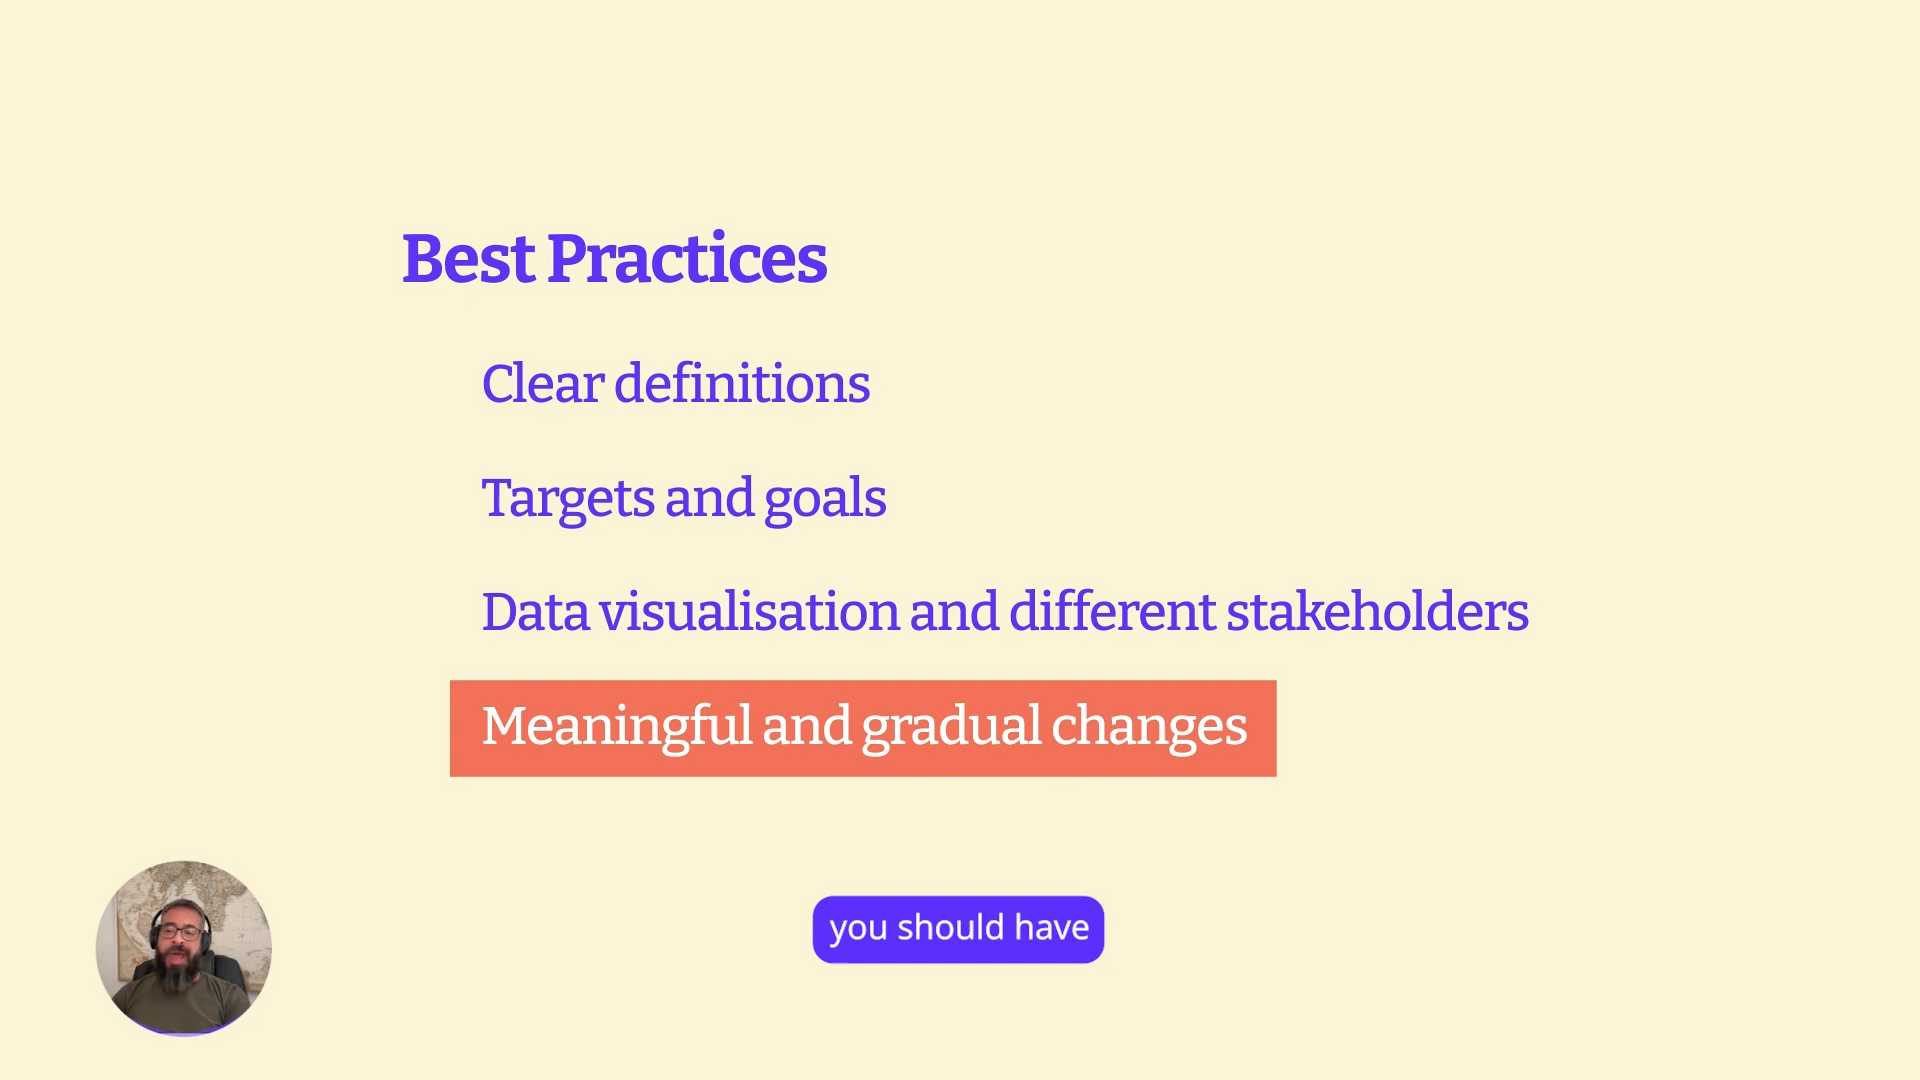 Best Practices
Clear definitions
Targets and goals
Data visualisation and different stakeholders
Meaningful and gradual changes
you should have